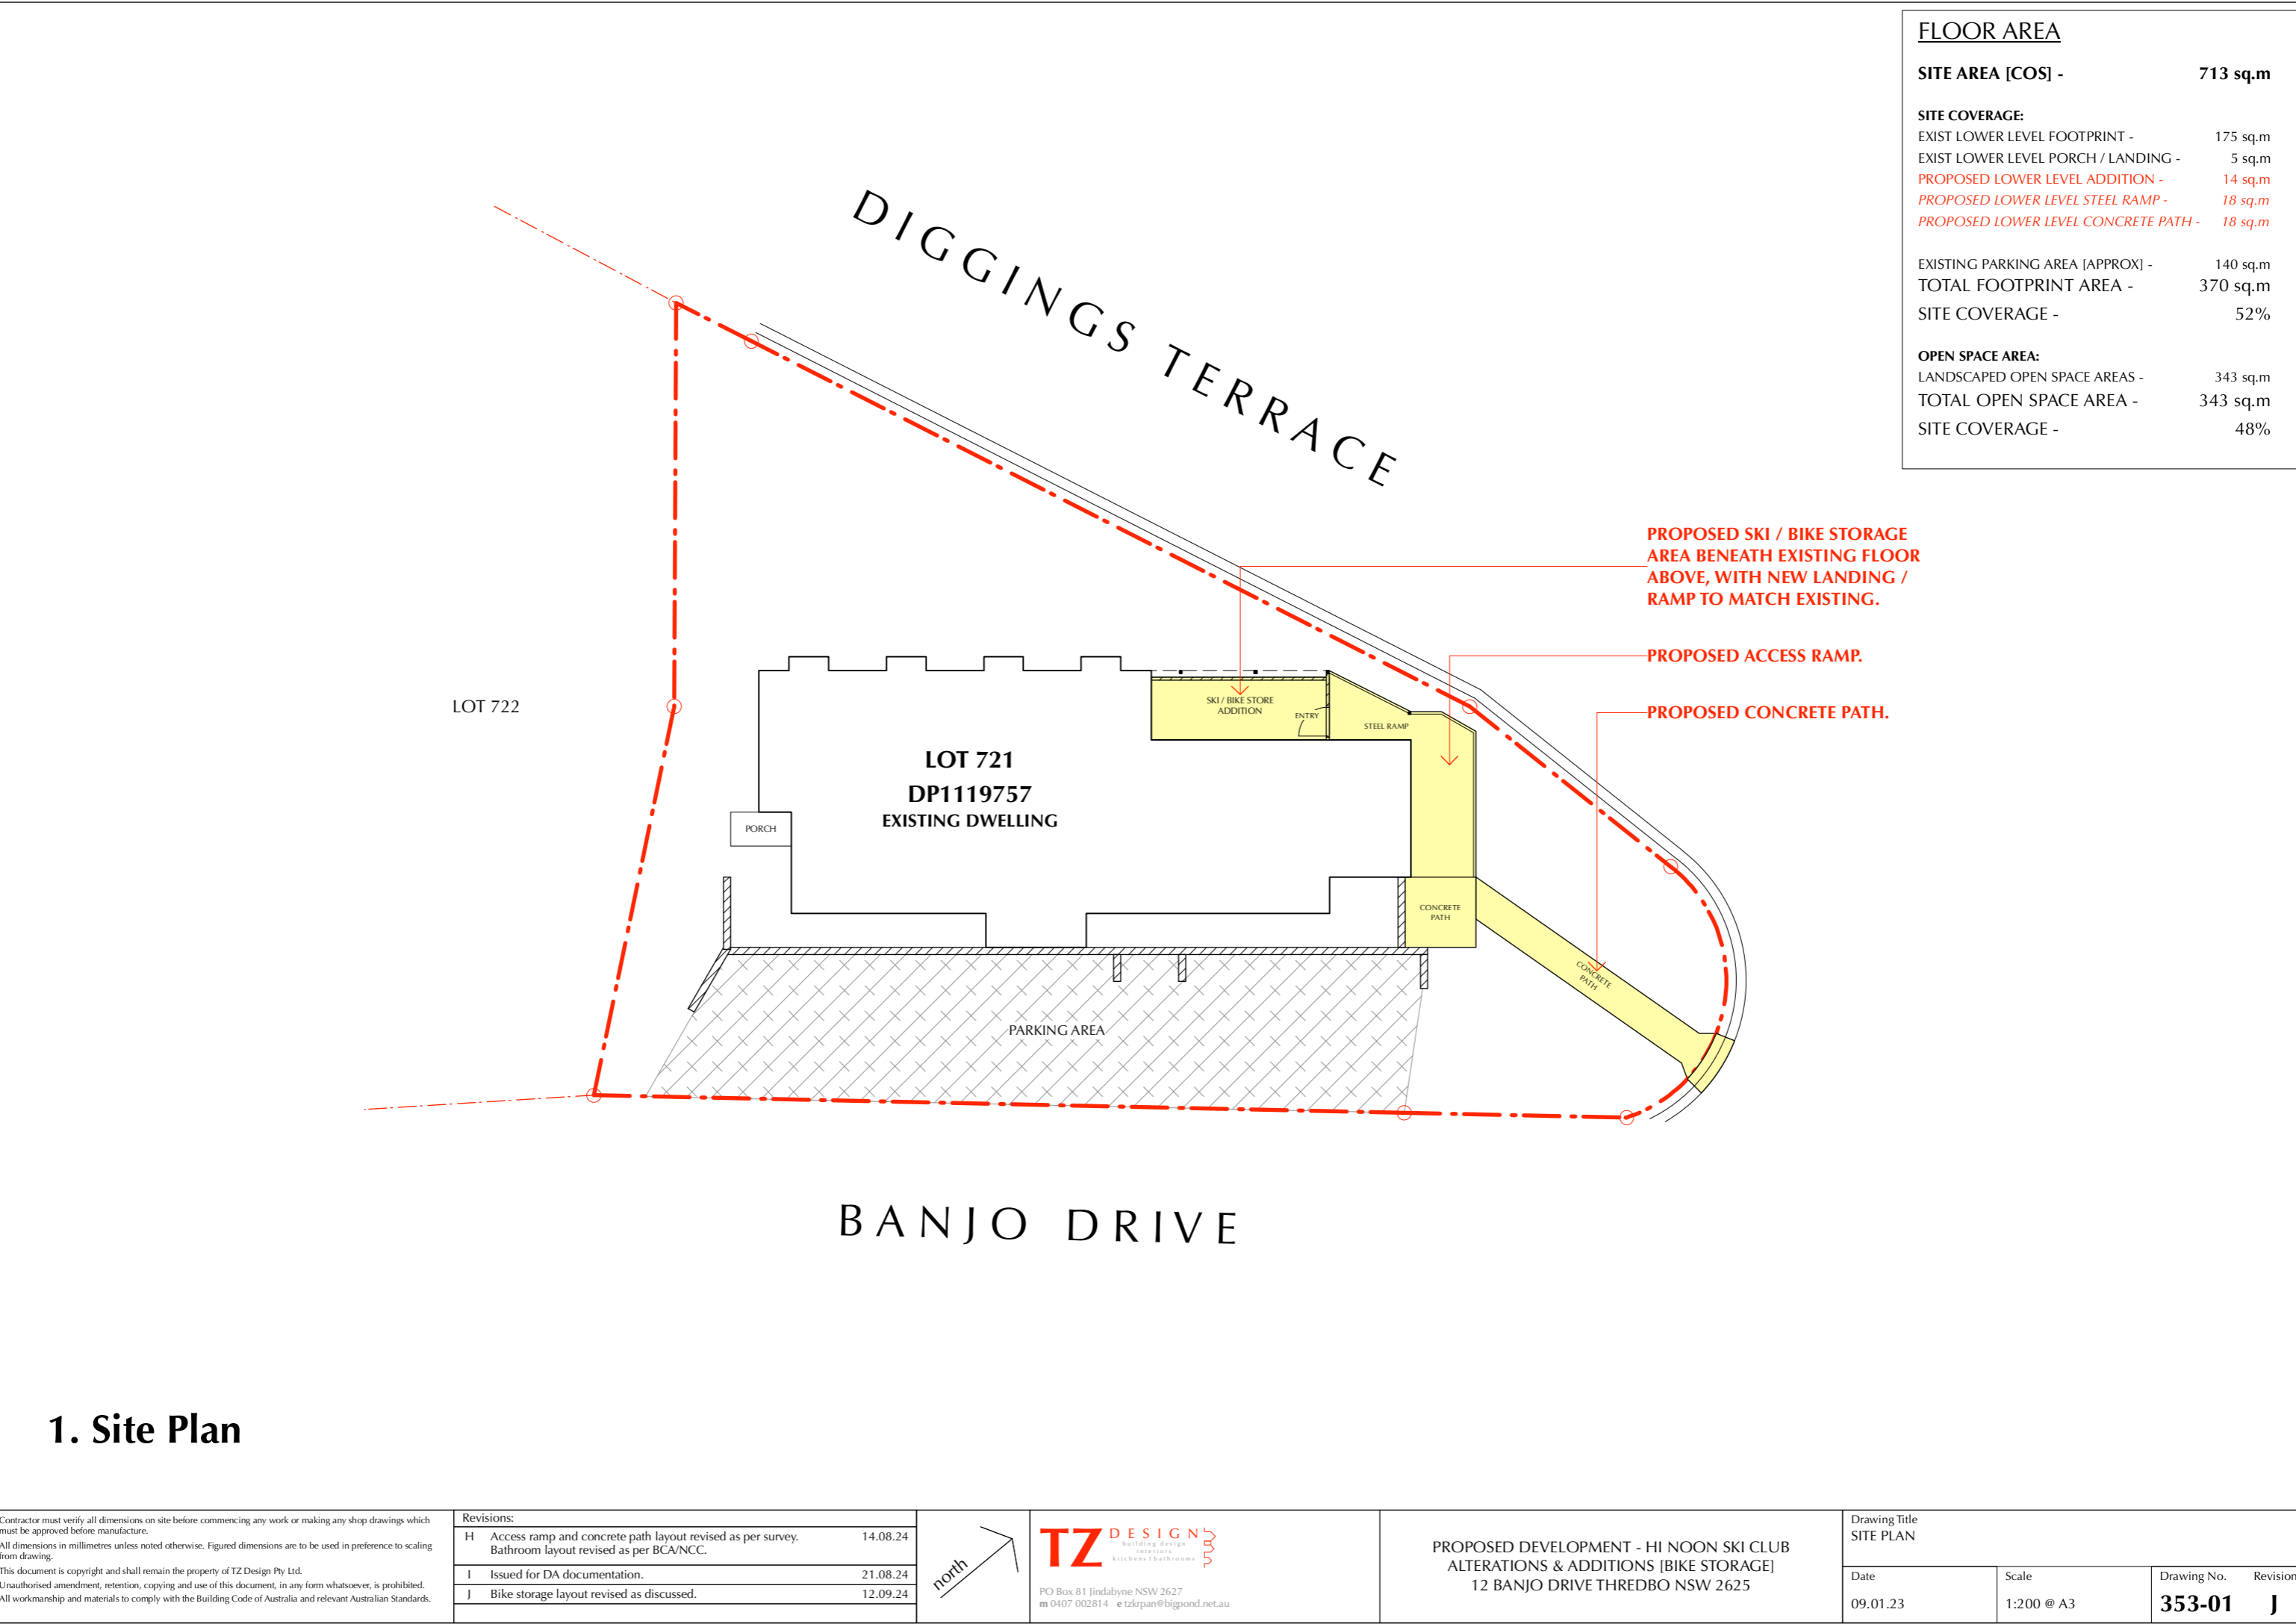 FLOOR AREA
SITE AREA [COS] - 713 sq.m
SITE COVERAGE:
EXIST LOWER LEVEL FOOTPRINT - 175 sq.m
EXIST LOWER LEVEL PORCH / LANDING - 5 sq.m
PROPOSED LOWER LEVEL ADDITION - 14 sq.m
PROPOSED LOWER LEVEL STEEL RAMP - 18 sq.m
PROPOSED LOWER LEVEL CONCRETE PATH - 18 sq.m
EXISTING PARKING AREA [APPROX] - 140 sq.m
TOTAL FOOTPRINT AREA - 370 sq.m
SITE COVERAGE - 52%
OPEN SPACE AREA:
LANDSCAPED OPEN SPACE AREAS - 343 sq.m
TOTAL OPEN SPACE AREA - 343 sq.m
SITE COVERAGE - 48%
DIGGINGS TERRACE
PROPOSED SKI / BIKE STORAGE
AREA BENEATH EXISTING FLOOR
ABOVE, WITH NEW LANDING /
RAMP TO MATCH EXISTING.
PROPOSED ACCESS RAMP.
PROPOSED CONCRETE PATH.
LOT 722
SKI / BIKE STORE
ADDITION
ENTRY
STEEL RAMP
LOT 721
DP1119757
EXISTING DWELLING
PORCH
CONCRETE
PATH
CONCRETE
PATH
PARKING AREA
BANJO DRIVE
1. Site Plan
Contractor must verify all dimensions on site before commencing any work or making any shop drawings which
must be approved before manufacture.
All dimensions in millimetres unless noted otherwise. Figured dimensions are to be used in preference to scaling
from drawing.
This document is copyright and shall remain the property of TZ Design Pty Ltd.
Unauthorised amendment, retention, copying and use of this document, in any form whatsoever, is prohibited.
All workmanship and materials to comply with the Building Code of Australia and relevant Australian Standards.
Revisions:
H Access ramp and concrete path layout revised as per survey. 14.08.24
Bathroom layout revised as per BCA/NCC.
I Issued for DA documentation. 21.08.24
J Bike storage layout revised as discussed. 12.09.24
north
TZ DESIGN
building design
interiors
kitchens | bathrooms
PO Box 81 Jindabyne NSW 2627
m 0407 002814 e tzkrpan@bigpond.net.au
PROPOSED DEVELOPMENT - HI NOON SKI CLUB
ALTERATIONS & ADDITIONS [BIKE STORAGE]
12 BANJO DRIVE THREDBO NSW 2625
Drawing Title
SITE PLAN
Date Scale Drawing No. Revision
09.01.23 1:200 @ A3 353-01 J